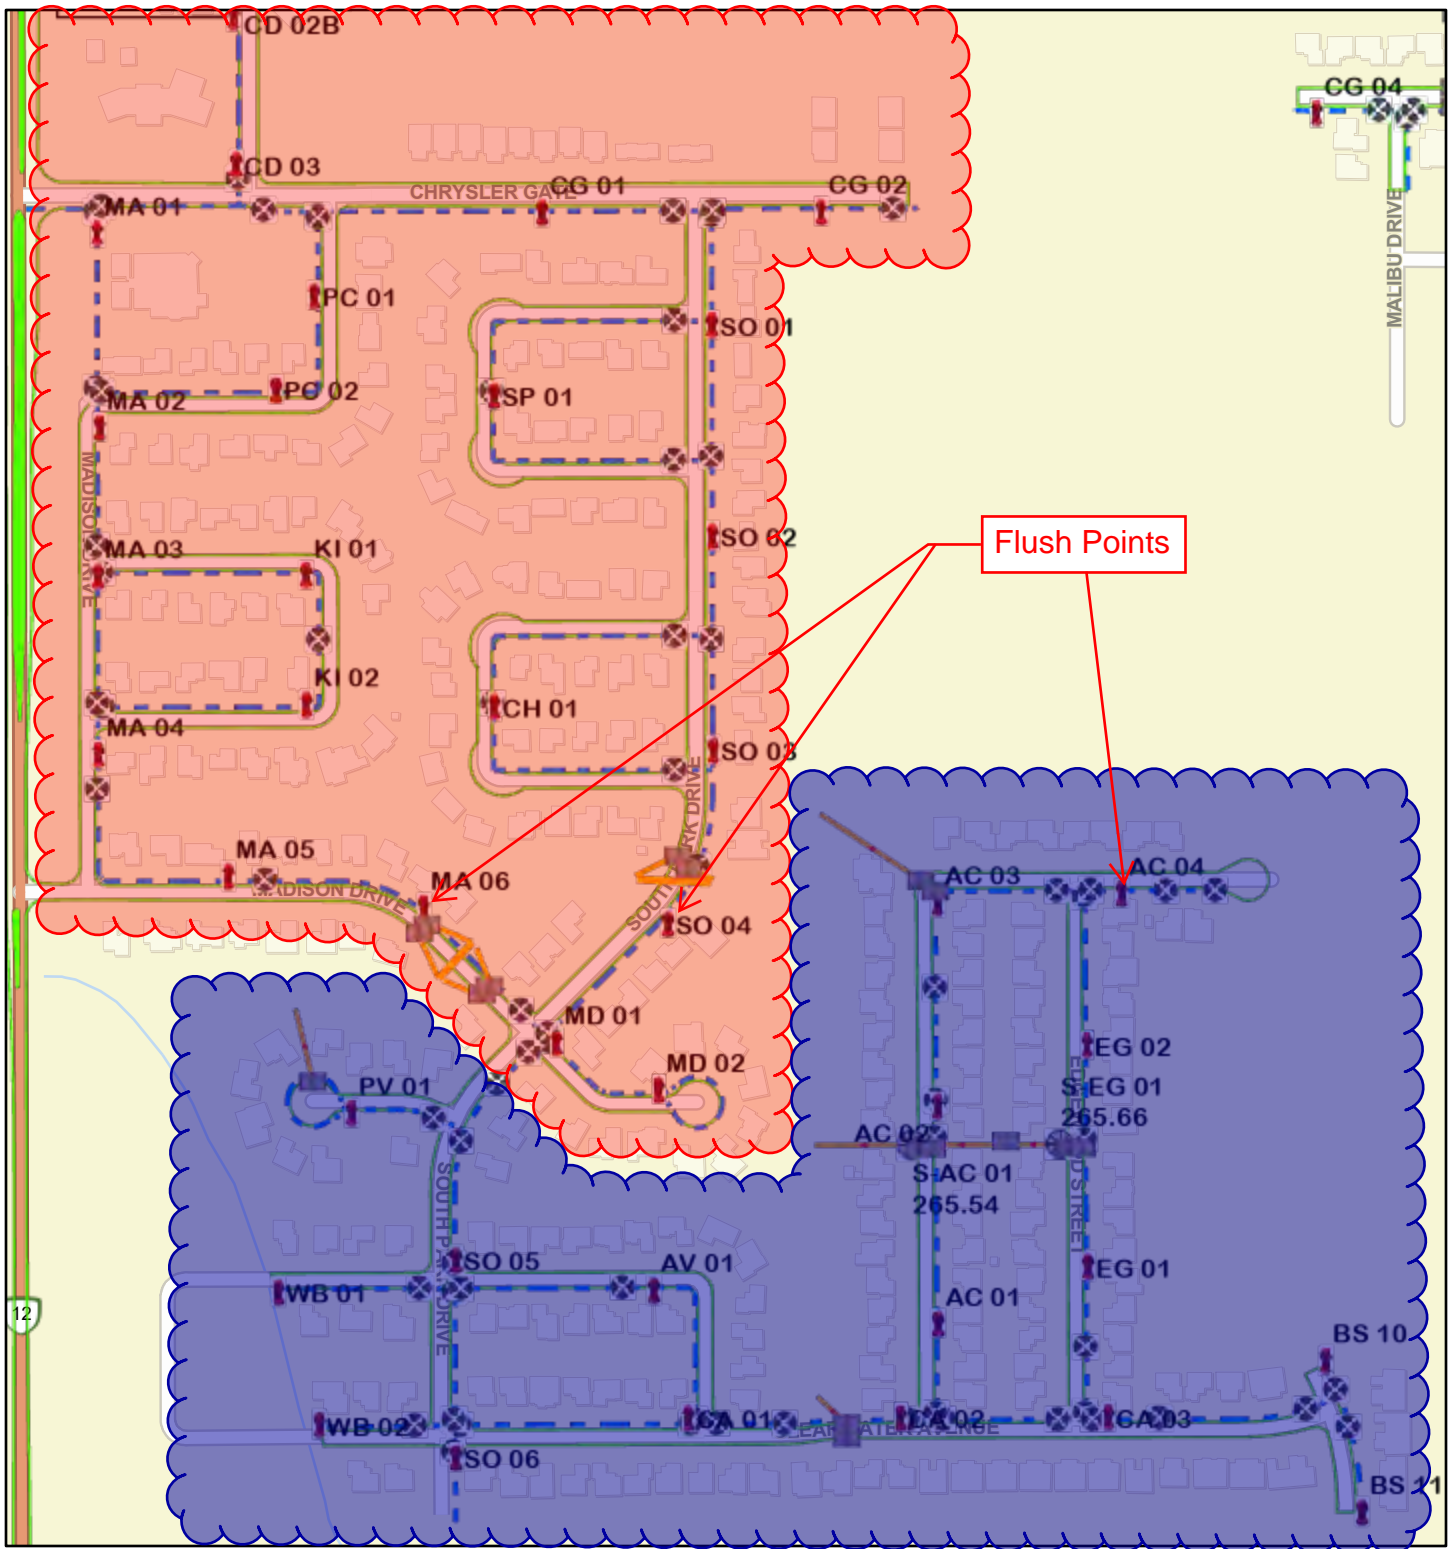 CD 02B
CG 04
CD 03
CHRYSLER GATE
CG 01
CG 02
MA 01
MALIBU DRIVE
PC 01
SO 01
PC 02
SP 01
MA 02
MADISON DRIVE
SO 02
Flush Points
MA 03
KI 01
KI 02
CH 01
MA 04
SO 03
MA 05
MA 06
MADISON DRIVE
SO 04
AC 03
AC 04
MD 01
EG 02
MD 02
PV 01
S-EG 01
265.66
AC 02
S-AC 01
265.54
SOUTH PARK DRIVE
SO 05
AV 01
EG 01
WB 01
AC 01
12
BS 10
WB 02
CA 01
CA 02
CA 03
SO 06
BS 11